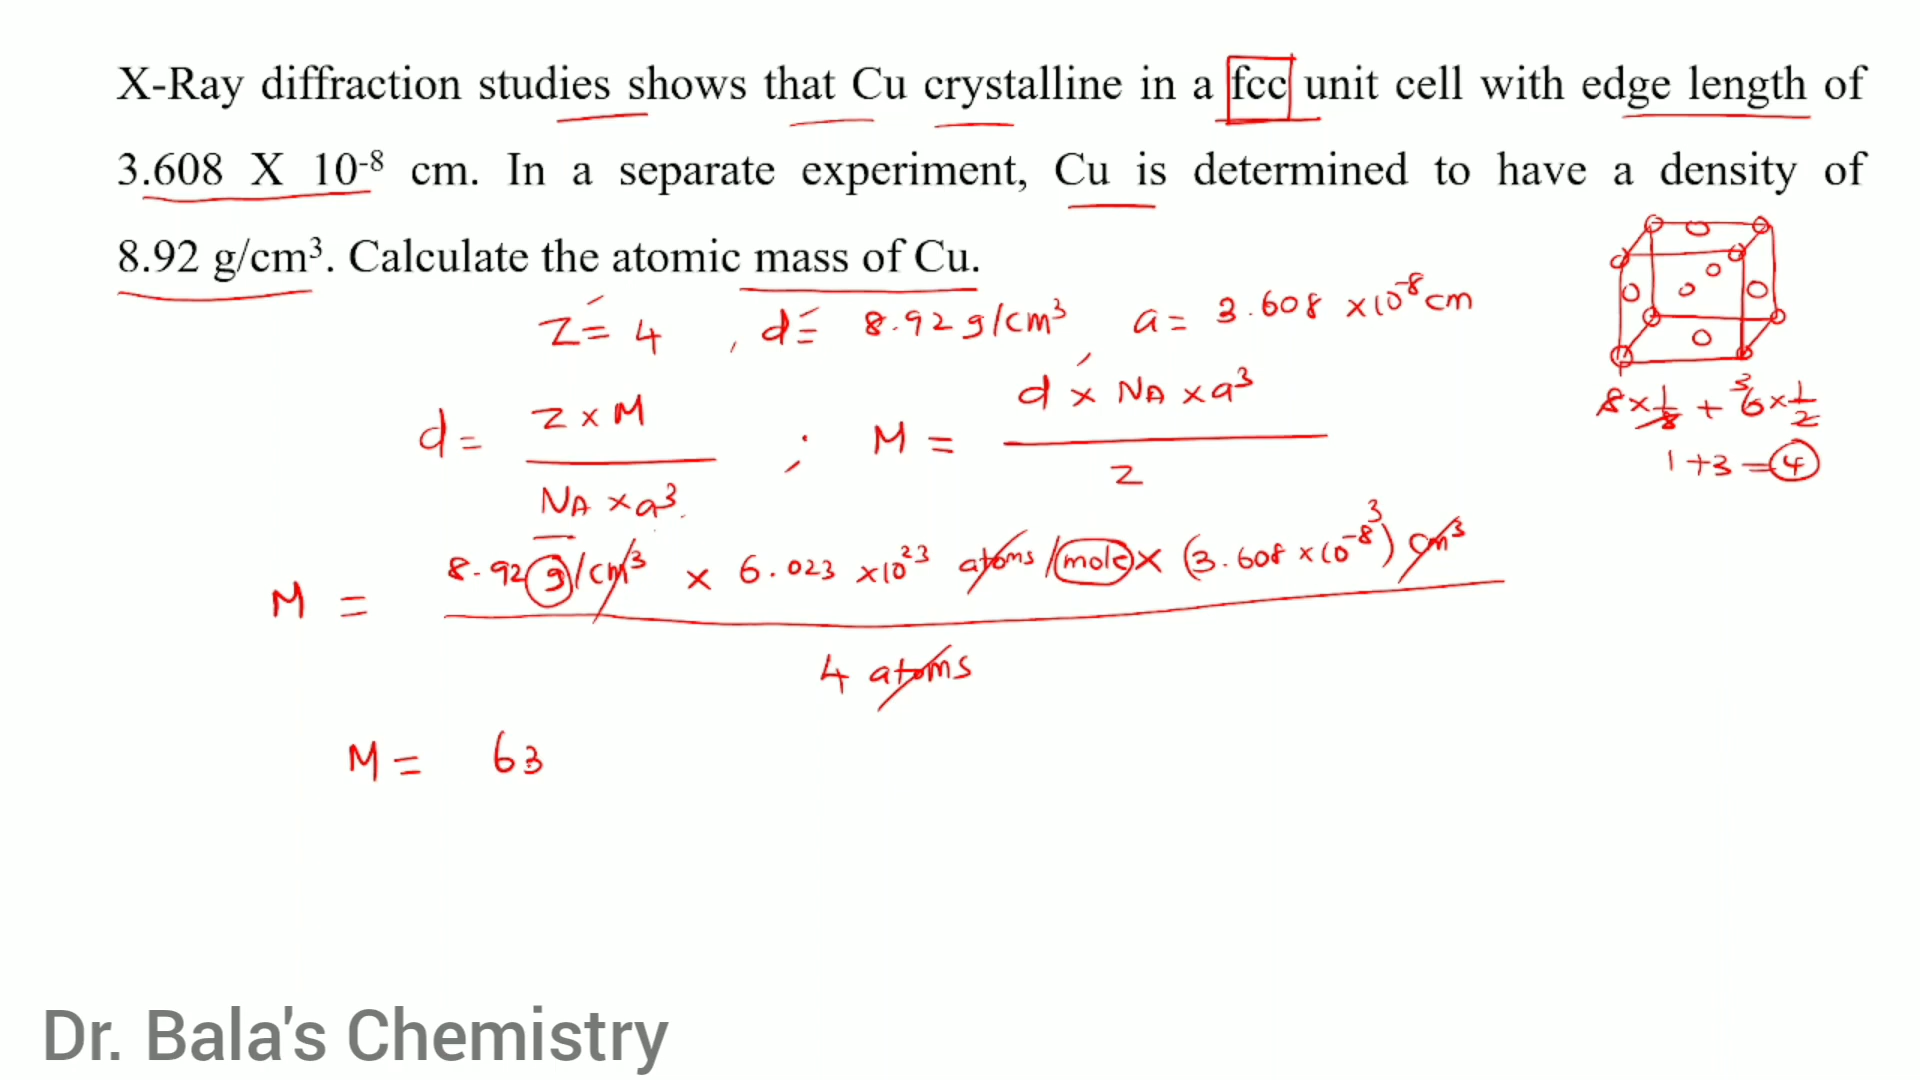 X-Ray diffraction studies shows that Cu crystalline in a fcc unit cell with edge length of
3.608 X 10⁻⁸ cm. In a separate experiment, Cu is determined to have a density of
8.92 g/cm³. Calculate the atomic mass of Cu.
Z = 4 , d = 8.92 g/cm³ a = 3.608 × 10⁻⁸ cm
d = Z × M / NA × a³ ; M = d × NA × a³ / Z
8 × 1/8 + 6 × 1/2 3
1 + 3 = 4
M = 8.92 g/cm³ × 6.023 × 10²³ atoms/mole × (3.608 × 10⁻⁸)³ cm³ / 4 atoms
M = 63
Dr. Bala's Chemistry